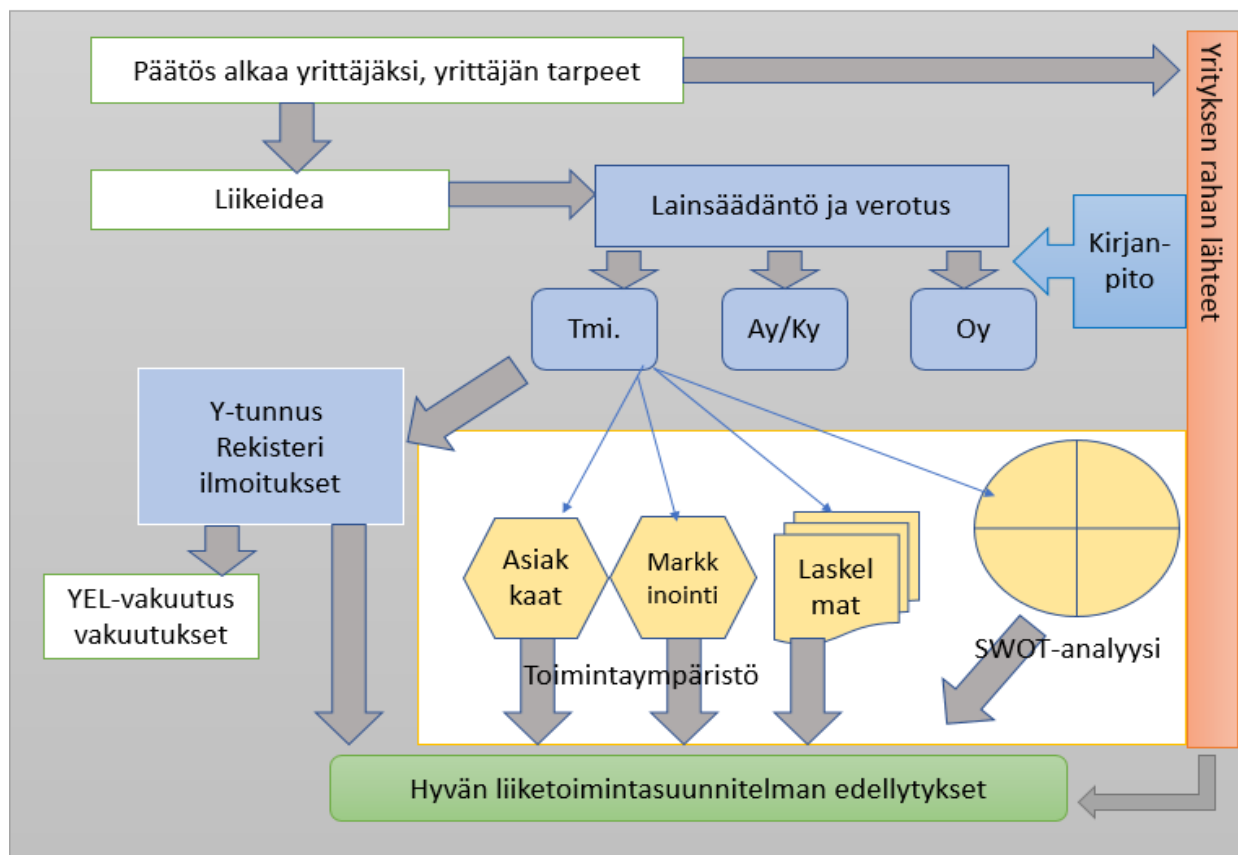 Päätös alkaa yrittäjäksi, yrittäjän tarpeet
Yrityksen rahan lähteet
Liikeidea
Lainsäädäntö ja verotus
Kirjan-
pito
Tmi.
Ay/Ky
Oy
Y-tunnus
Rekisteri
ilmoitukset
Asiak
kaat
Markk
inointi
Laskel
mat
YEL-vakuutus
vakuutukset
SWOT-analyysi
Toimintaympäristö
Hyvän liiketoimintasuunnitelman edellytykset